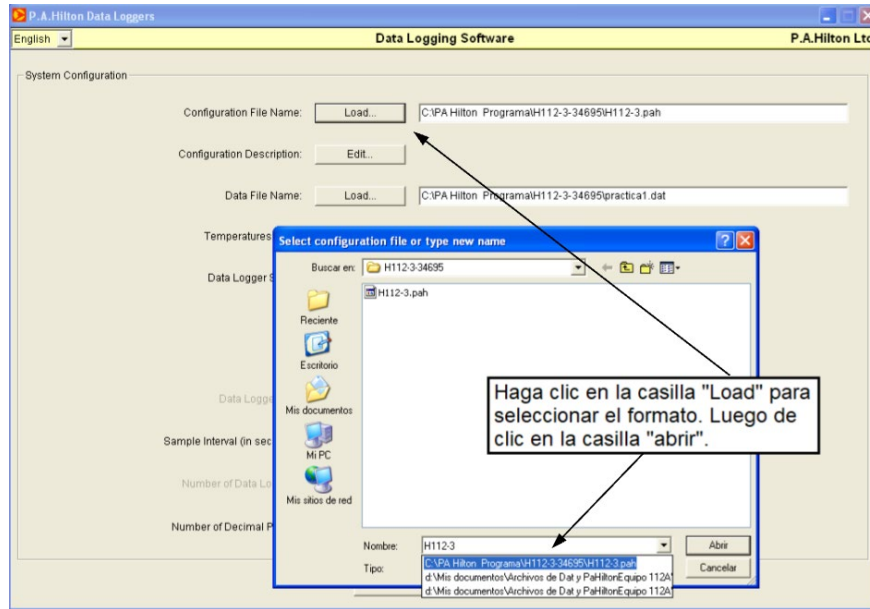 P.A.Hilton Data Loggers
English
Data Logging Software
P.A.Hilton Ltd
System Configuration
Configuration File Name:
Load...
C:\PA Hilton Programa\H112-3-34695\H112-3.pah
Configuration Description:
Edit...
Data File Name:
Load...
C:\PA Hilton Programa\H112-3-34695\practica1.dat
Temperatures
Select configuration file or type new name
Data Logger
Buscar en:
H112-3-34695
H112-3.pah
Reciente
Escritorio
Mis documentos
Mi PC
Mis sitios de red
Haga clic en la casilla "Load" para
seleccionar el formato. Luego de
clic en la casilla "abrir".
Sample Interval (in sec
Number of Data Lo
Number of Decimal P
Nombre:
H112-3
Abrir
Tipo:
C:\PA Hilton Programa\H112-3-34695\H112-3.pah
Cancelar
d:\Mis documentos\Archivos de Dat y PaHiltonEquipo 112A\
d:\Mis documentos\Archivos de Dat y PaHiltonEquipo 112A\